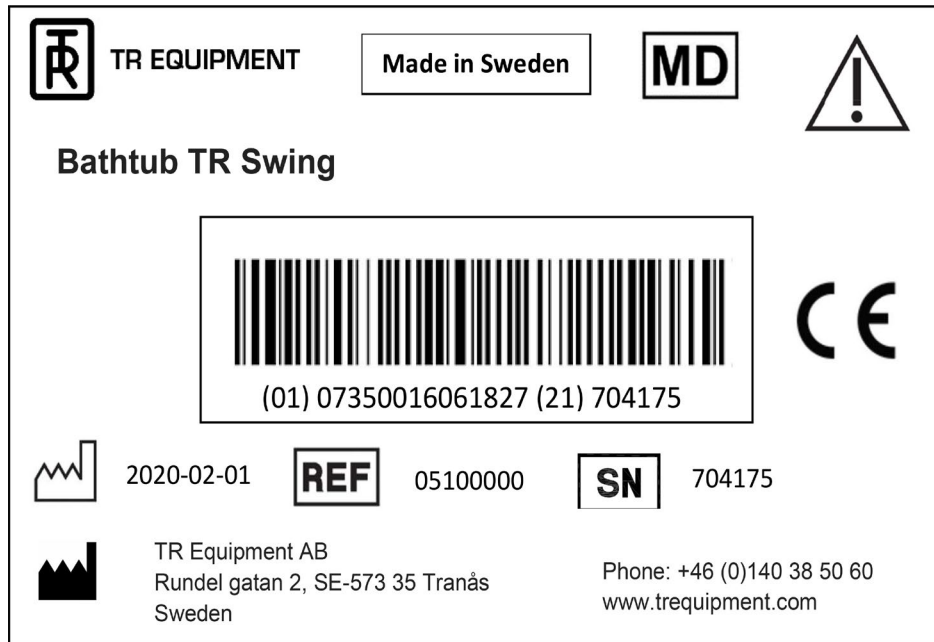 TR TR EQUIPMENT
Made in Sweden
MD
Bathtub TR Swing
(01) 07350016061827 (21) 704175
CE
2020-02-01
REF 05100000
SN 704175
TR Equipment AB
Rundel gatan 2, SE-573 35 Tranås
Sweden
Phone: +46 (0)140 38 50 60
www.trequipment.com